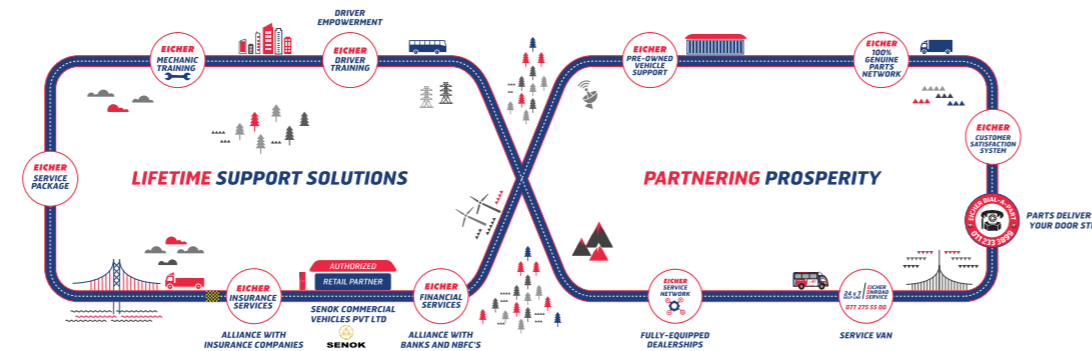 DRIVER
EMPOWERMENT
EICHER
MECHANIC
TRAINING
EICHER
DRIVER
TRAINING
EICHER
PRE-OWNED
VEHICLE
SUPPORT
EICHER
100%
GENUINE
PARTS
NETWORK
EICHER
CUSTOMER
SATISFACTION
SYSTEM
EICHER
SERVICE
PACKAGE
LIFETIME SUPPORT SOLUTIONS
PARTNERING PROSPERITY
EICHER DIAL-A-PART
PARTS DELIVER
YOUR DOOR STE
EICHER
INSURANCE
SERVICES
ALLIANCE WITH
INSURANCE COMPANIES
AUTHORIZED
RETAIL PARTNER
SENOK COMMERCIAL
VEHICLES PVT LTD
SENOK
EICHER
FINANCIAL
SERVICES
ALLIANCE WITH
BANKS AND NBFC'S
EICHER
SERVICE
NETWORK
FULLY-EQUIPPED
DEALERSHIPS
24 x 7
EICHER
ONROAD
SERVICE
077 275 55 00
SERVICE VAN